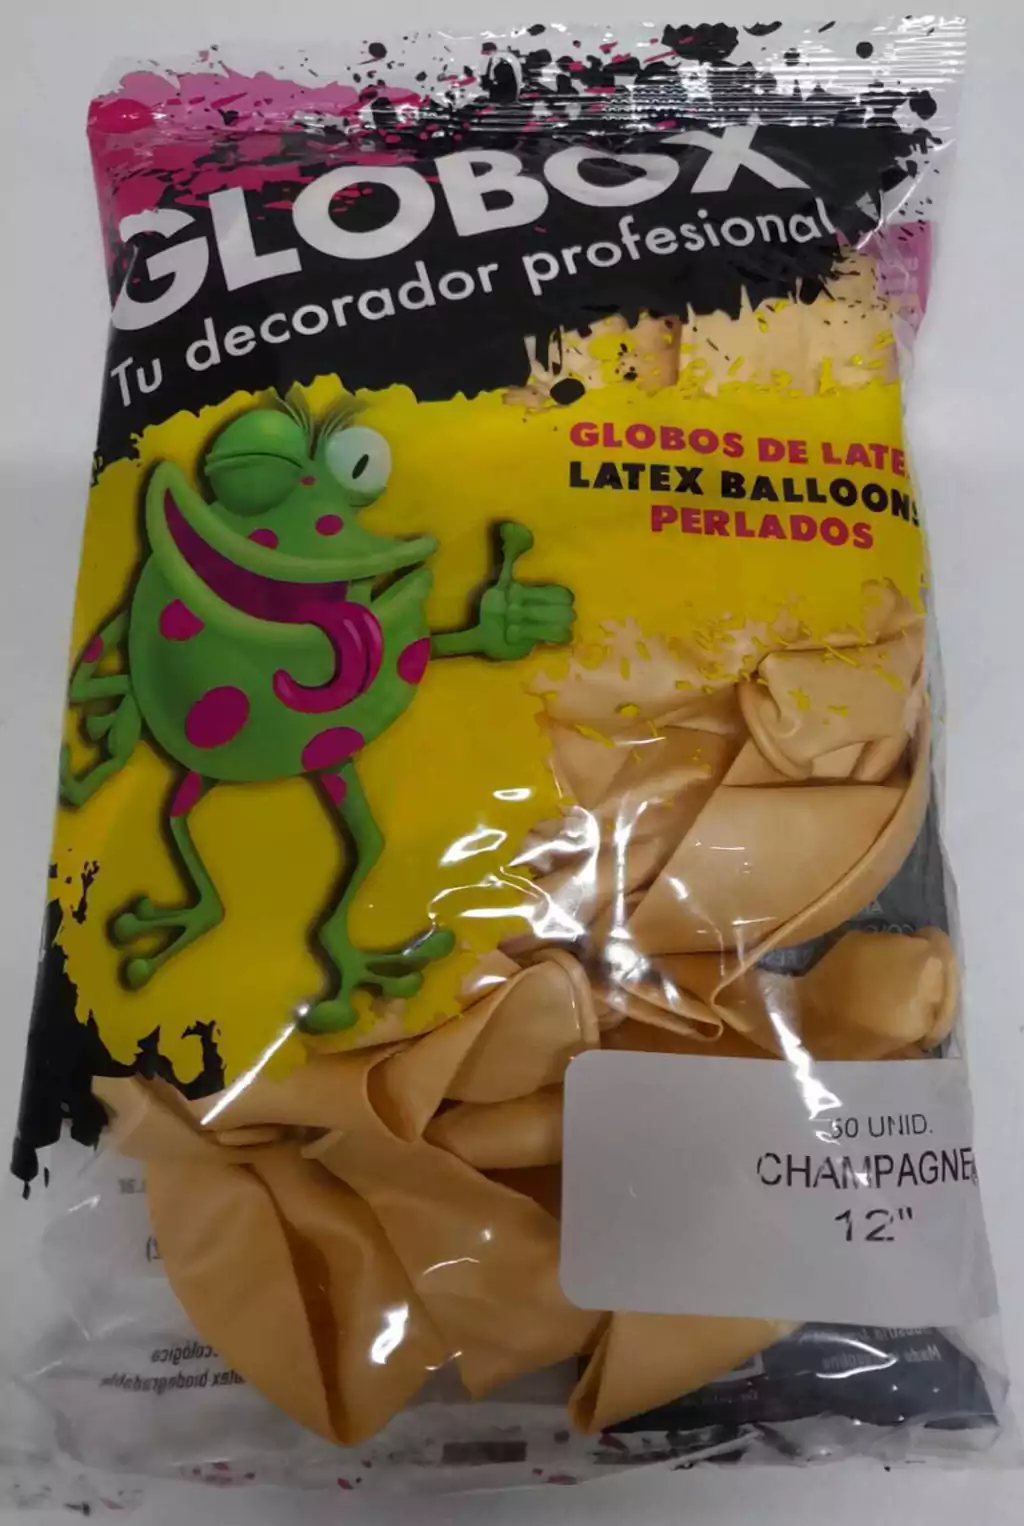 GLOBOX
Tu decorador profesional
GLOBOS DE LATE
LATEX BALLOONS
PERLADOS
50 UNID.
CHAMPAGNE
12"